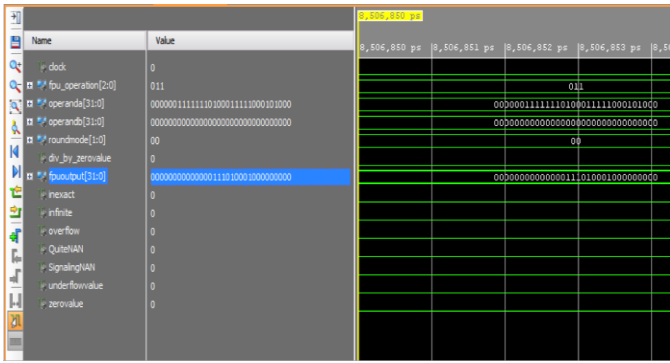 8,506,850 ps
Name Value
8,506,850 ps 8,506,851 ps 8,506,852 ps 8,506,853 ps
clock 0
fpu_operation[2:0] 011 011
operanda[31:0] 00000011111110100011111000101000 00000011111110100011111000101000
operandb[31:0] 00000000000000000000000000000000 00000000000000000000000000000000
roundmode[1:0] 00 00
div_by_zerovalue 0
fpuoutput[31:0] 00000000000000111010001000000000 00000000000000111010001000000000
inexact 0
infinite 0
overflow 0
QuiteNAN 0
SignalingNAN 0
underflowvalue 0
zerovalue 0